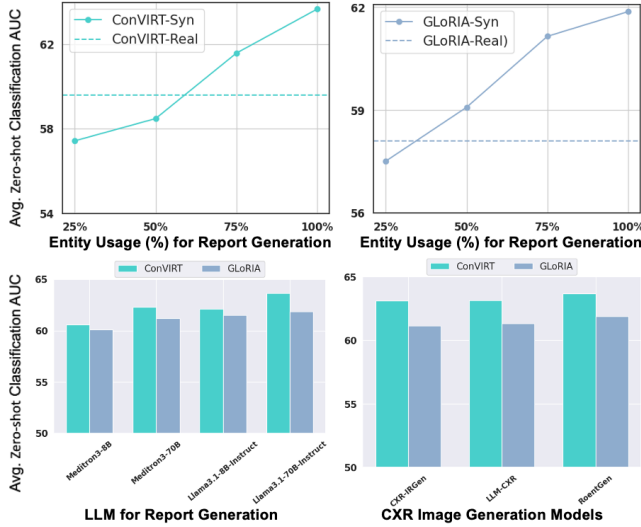 Avg. Zero-shot Classification AUC
62
58
54
ConVIRT-Syn
ConVIRT-Real
25% 50% 75% 100%
Entity Usage (%) for Report Generation
62
59
56
GLoRIA-Syn
GLoRIA-Real)
25% 50% 75% 100%
Entity Usage (%) for Report Generation
Avg. Zero-shot Classification AUC
ConVIRT GLoRIA
65
60
55
50
Meditron3-8B
Meditron3-70B
Llama3.1-8B-Instruct
Llama3.1-70B-Instruct
LLM for Report Generation
ConVIRT GLoRIA
65
60
55
50
CXR-IRGen
LLM-CXR
RoentGen
CXR Image Generation Models